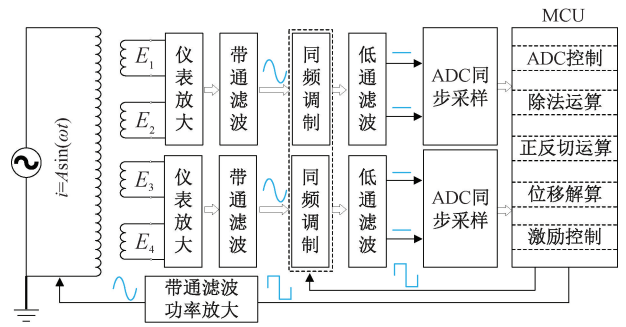 MCU
i=Asin(ωt)
E1
E2
仪表放大
带通滤波
同频调制
低通滤波
ADC同
步采样
E3
E4
仪表放大
带通滤波
同频调制
低通滤波
ADC同
步采样
ADC控制
除法运算
正反切运算
位移解算
激励控制
带通滤波
功率放大